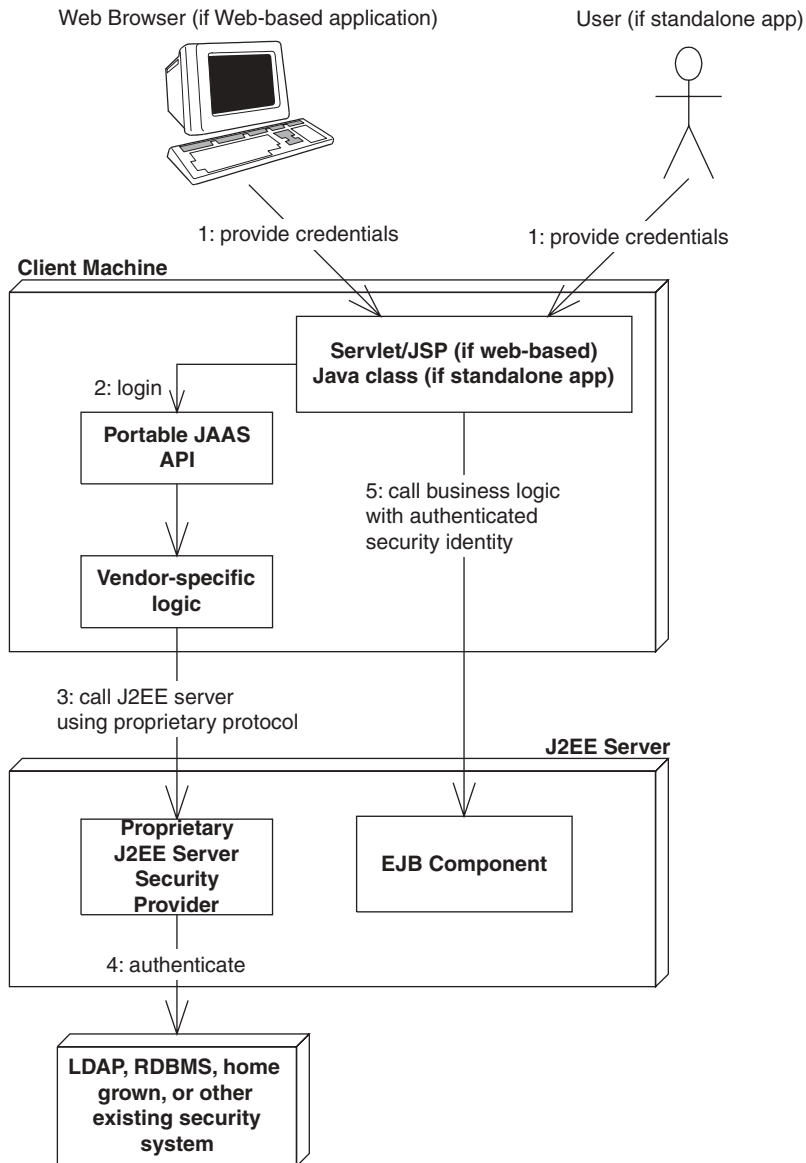 Web Browser (if Web-based application)
User (if standalone app)
1: provide credentials
1: provide credentials
Client Machine
Servlet/JSP (if web-based)
Java class (if standalone app)
2: login
Portable JAAS
API
5: call business logic
with authenticated
security identity
Vendor-specific
logic
3: call J2EE server
using proprietary protocol
J2EE Server
Proprietary
J2EE Server
Security
Provider
EJB Component
4: authenticate
LDAP, RDBMS, home
grown, or other
existing security
system